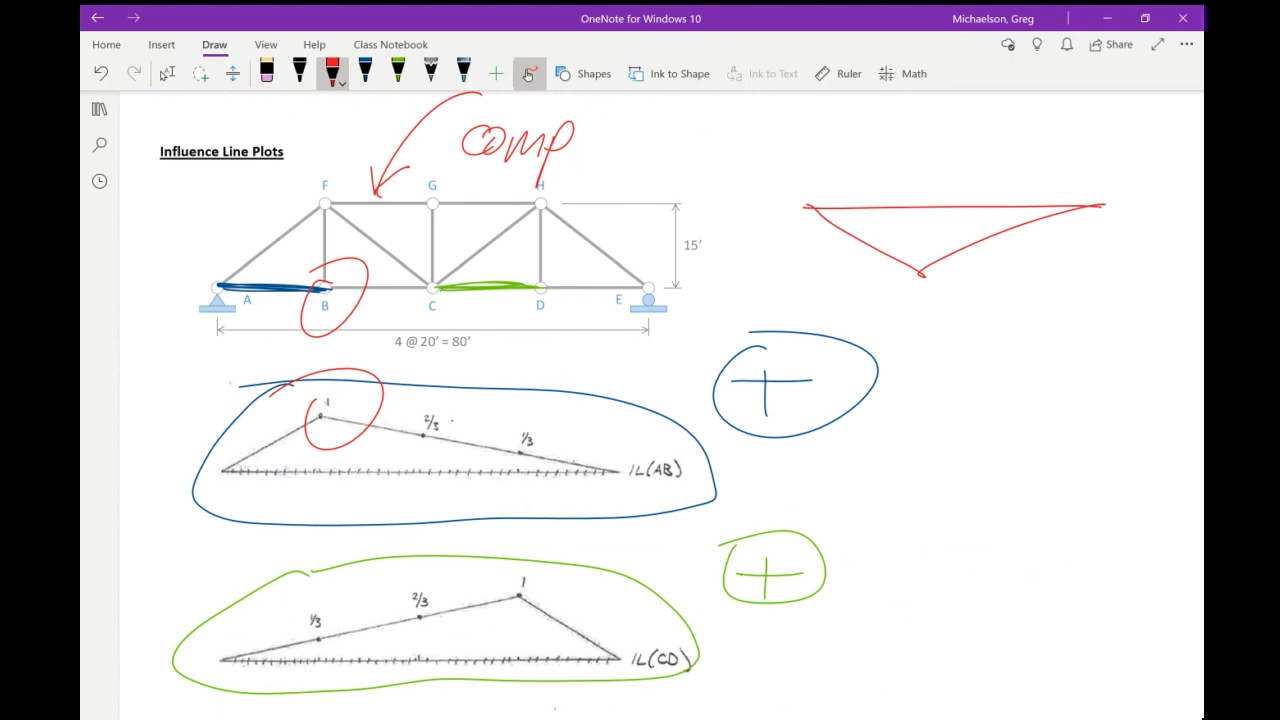 OneNote for Windows 10
Michaelson, Greg
Home Insert Draw View Help Class Notebook
Share
Shapes
Ink to Shape
Ink to Text
Ruler
Math
Influence Line Plots
comp
F G H
15'
A B C D E
4 @ 20' = 80'
1
2/3
1/3
IL(AB)
+
1/3
2/3
1
IL(CD)
+